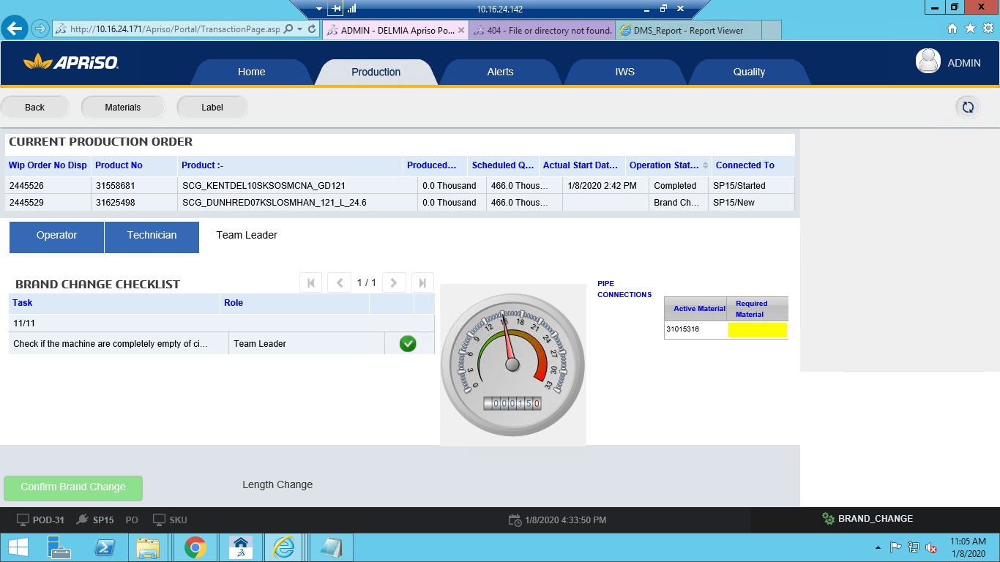 10.16.24.142
http://10.16.24.171/Apriso/Portal/TransactionPage.asp
ADMIN - DELMIA Apriso Po...
404 - File or directory not found.
DMS_Report - Report Viewer
APRISO
Home
Production
Alerts
IWS
Quality
ADMIN
Back
Materials
Label
CURRENT PRODUCTION ORDER
Wip Order No Disp Product No Product :- Produced... Scheduled Q... Actual Start Dat... Operation Stat... Connected To
2445526 31558681 SCG_KENTDEL10SKSOSMCNA_GD121 0.0 Thousand 466.0 Thous... 1/8/2020 2:42 PM Completed SP15/Started
2445529 31625498 SCG_DUNHRED07KSLOSMHAN_121_L_24.6 0.0 Thousand 466.0 Thous... Brand Ch... SP15/New
Operator
Technician
Team Leader
BRAND CHANGE CHECKLIST
1 / 1
Task Role
11/11
Check if the machine are completely empty of ci... Team Leader
0 3 6 9 12 15 18 21 24 27 30 33
0 0 0 1 5 0
PIPE
CONNECTIONS
Active Material
Required
Material
31015316
Confirm Brand Change
Length Change
POD-31
SP15
PO
SKU
1/8/2020 4:33:50 PM
BRAND_CHANGE
11:05 AM
1/8/2020